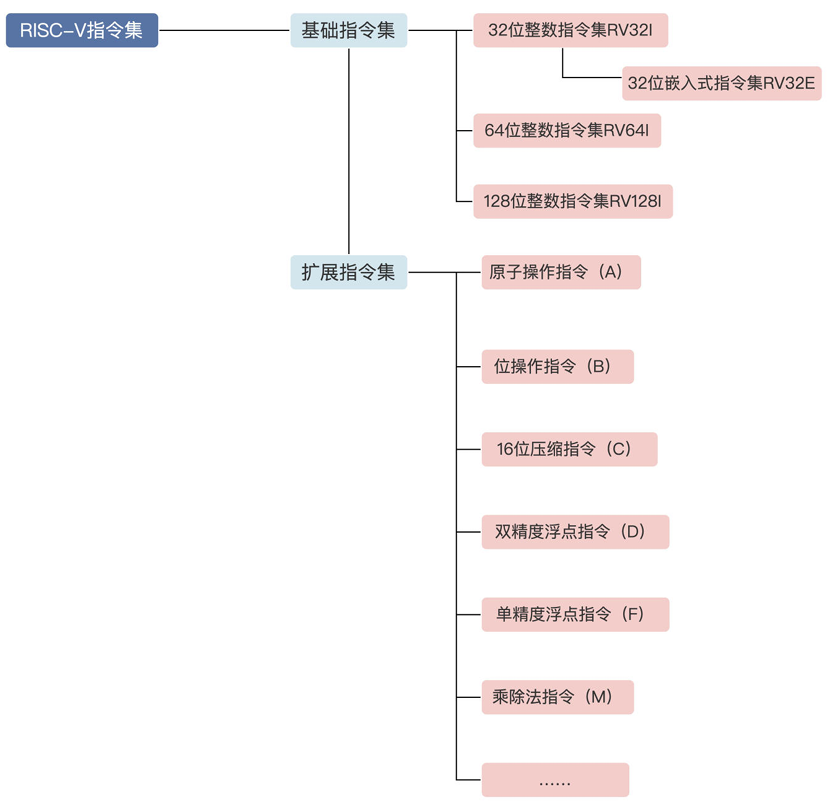 RISC-V指令集
基础指令集
32位整数指令集RV32I
32位嵌入式指令集RV32E
64位整数指令集RV64I
128位整数指令集RV128I
扩展指令集
原子操作指令（A）
位操作指令（B）
16位压缩指令（C）
双精度浮点指令（D）
单精度浮点指令（F）
乘除法指令（M）
……